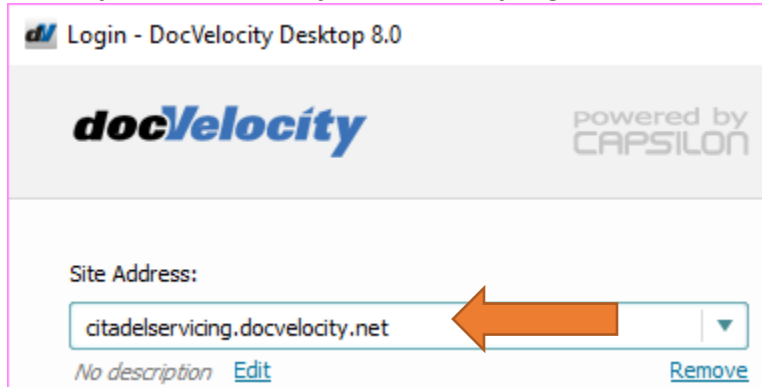 Login - DocVelocity Desktop 8.0
docVelocity
powered by
CAPSILON
Site Address:
citadelservicing.docvelocity.net
No description Edit Remove